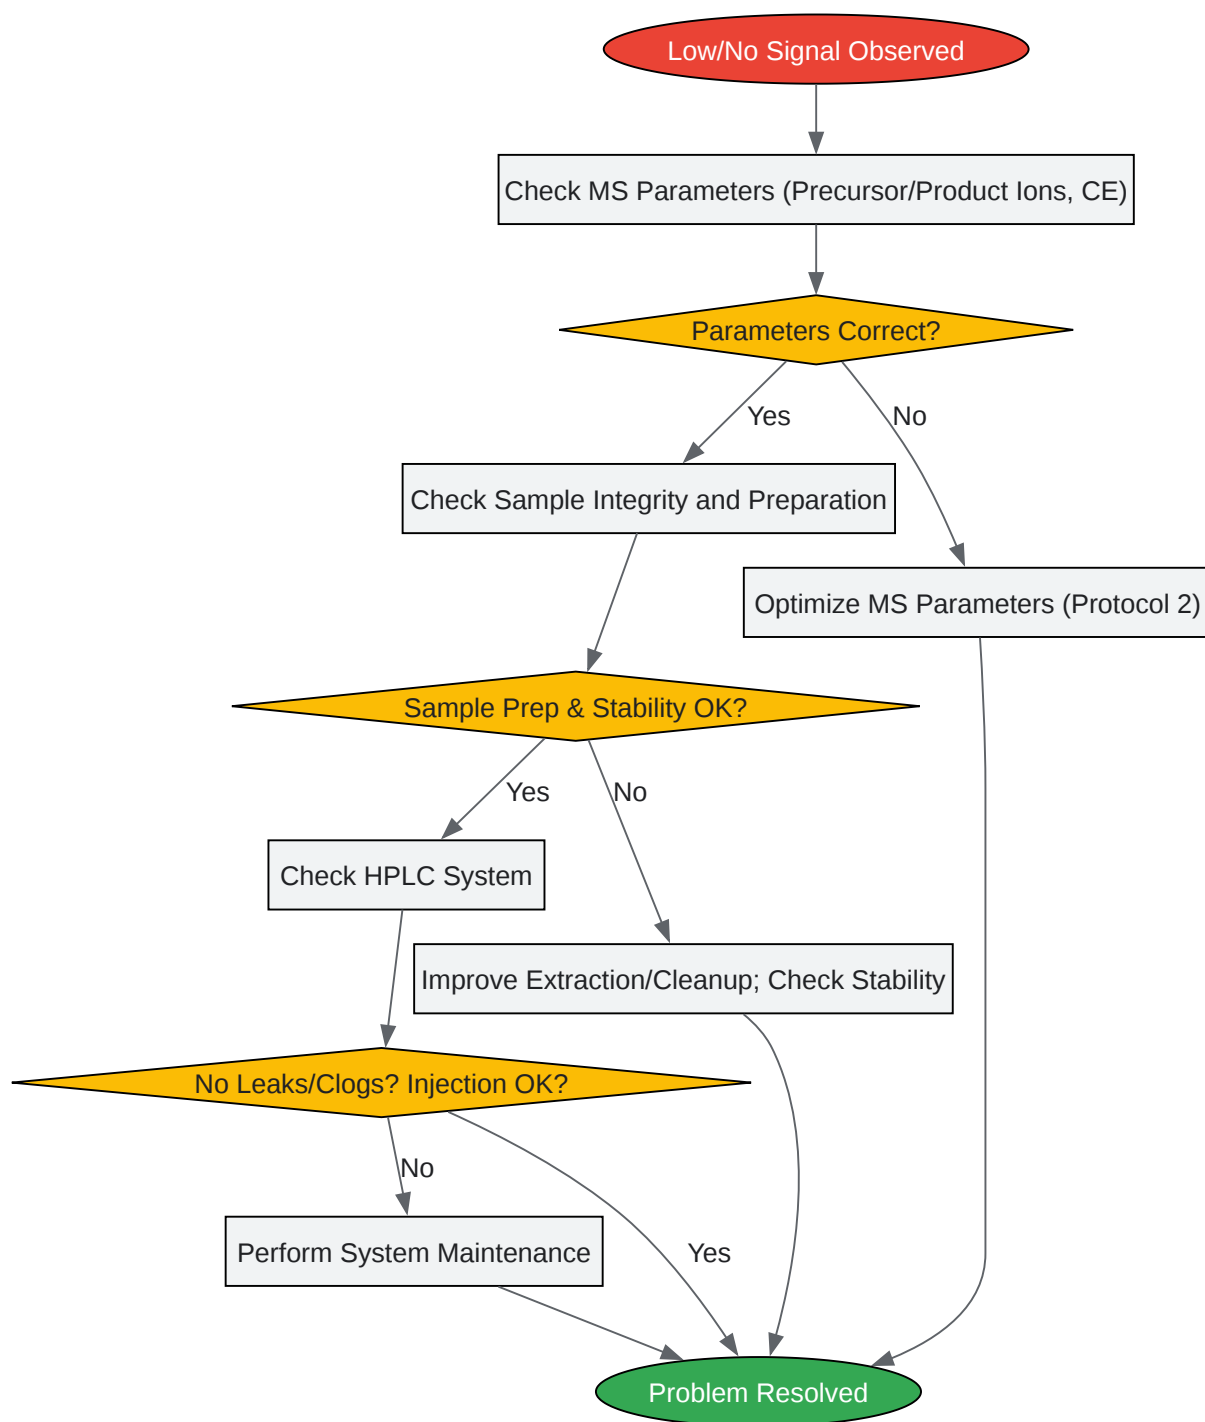 Low/No Signal Observed
Check MS Parameters (Precursor/Product Ions, CE)
Parameters Correct?
Yes
No
Check Sample Integrity and Preparation
Optimize MS Parameters (Protocol 2)
Sample Prep & Stability OK?
Yes
No
Check HPLC System
Improve Extraction/Cleanup; Check Stability
No Leaks/Clogs? Injection OK?
No
Yes
Perform System Maintenance
Problem Resolved